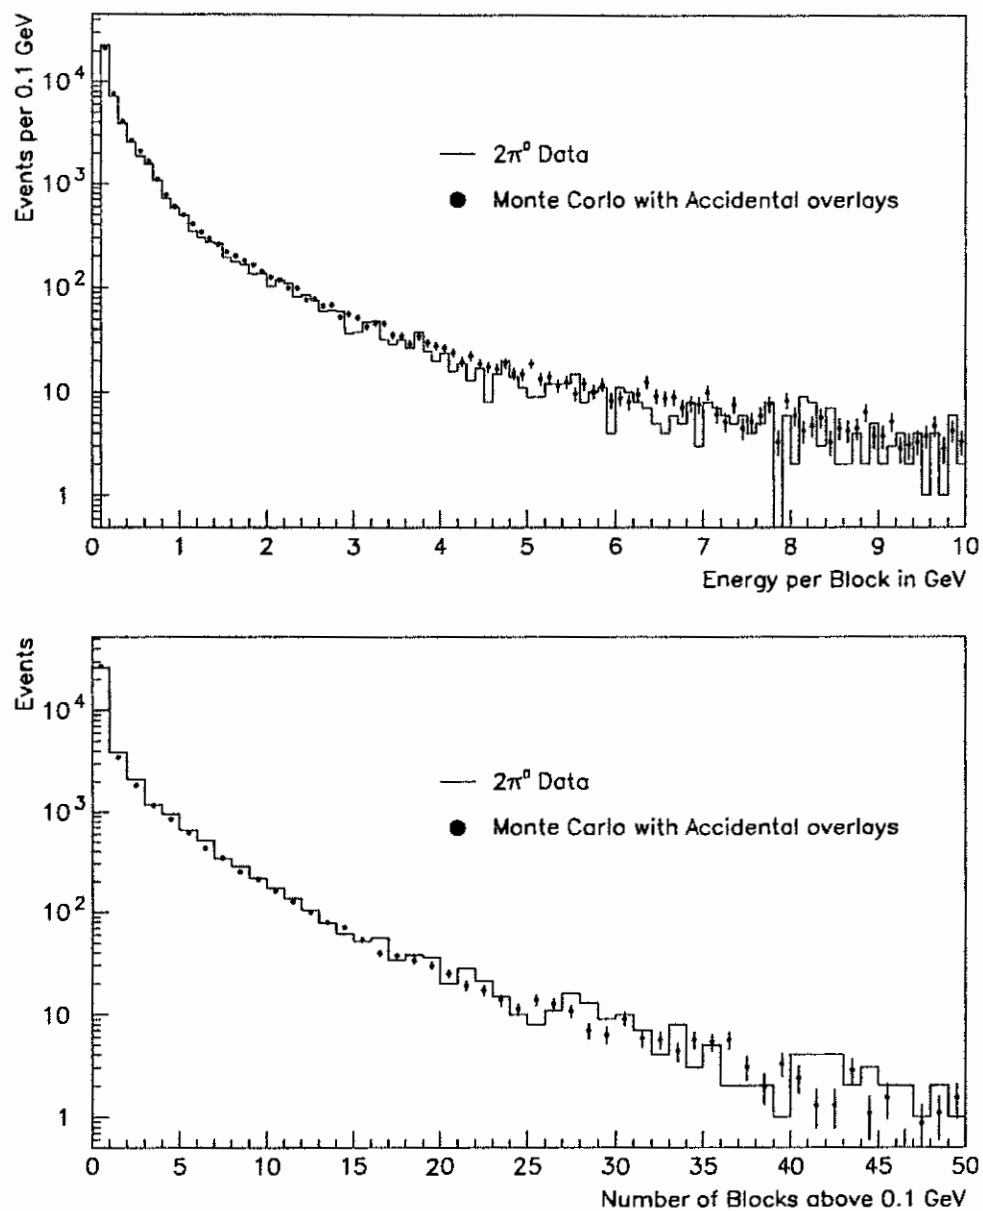 Events per 0.1 GeV
10⁴
10³
10²
10
1
2π⁰ Data
Monte Corlo with Accidental overlays
0 1 2 3 4 5 6 7 8 9 10
Energy per Block in GeV
Events
10⁴
10³
10²
10
1
2π⁰ Data
Monte Carlo with Accidental overlays
0 5 10 15 20 25 30 35 40 45 50
Number of Blocks above 0.1 GeV